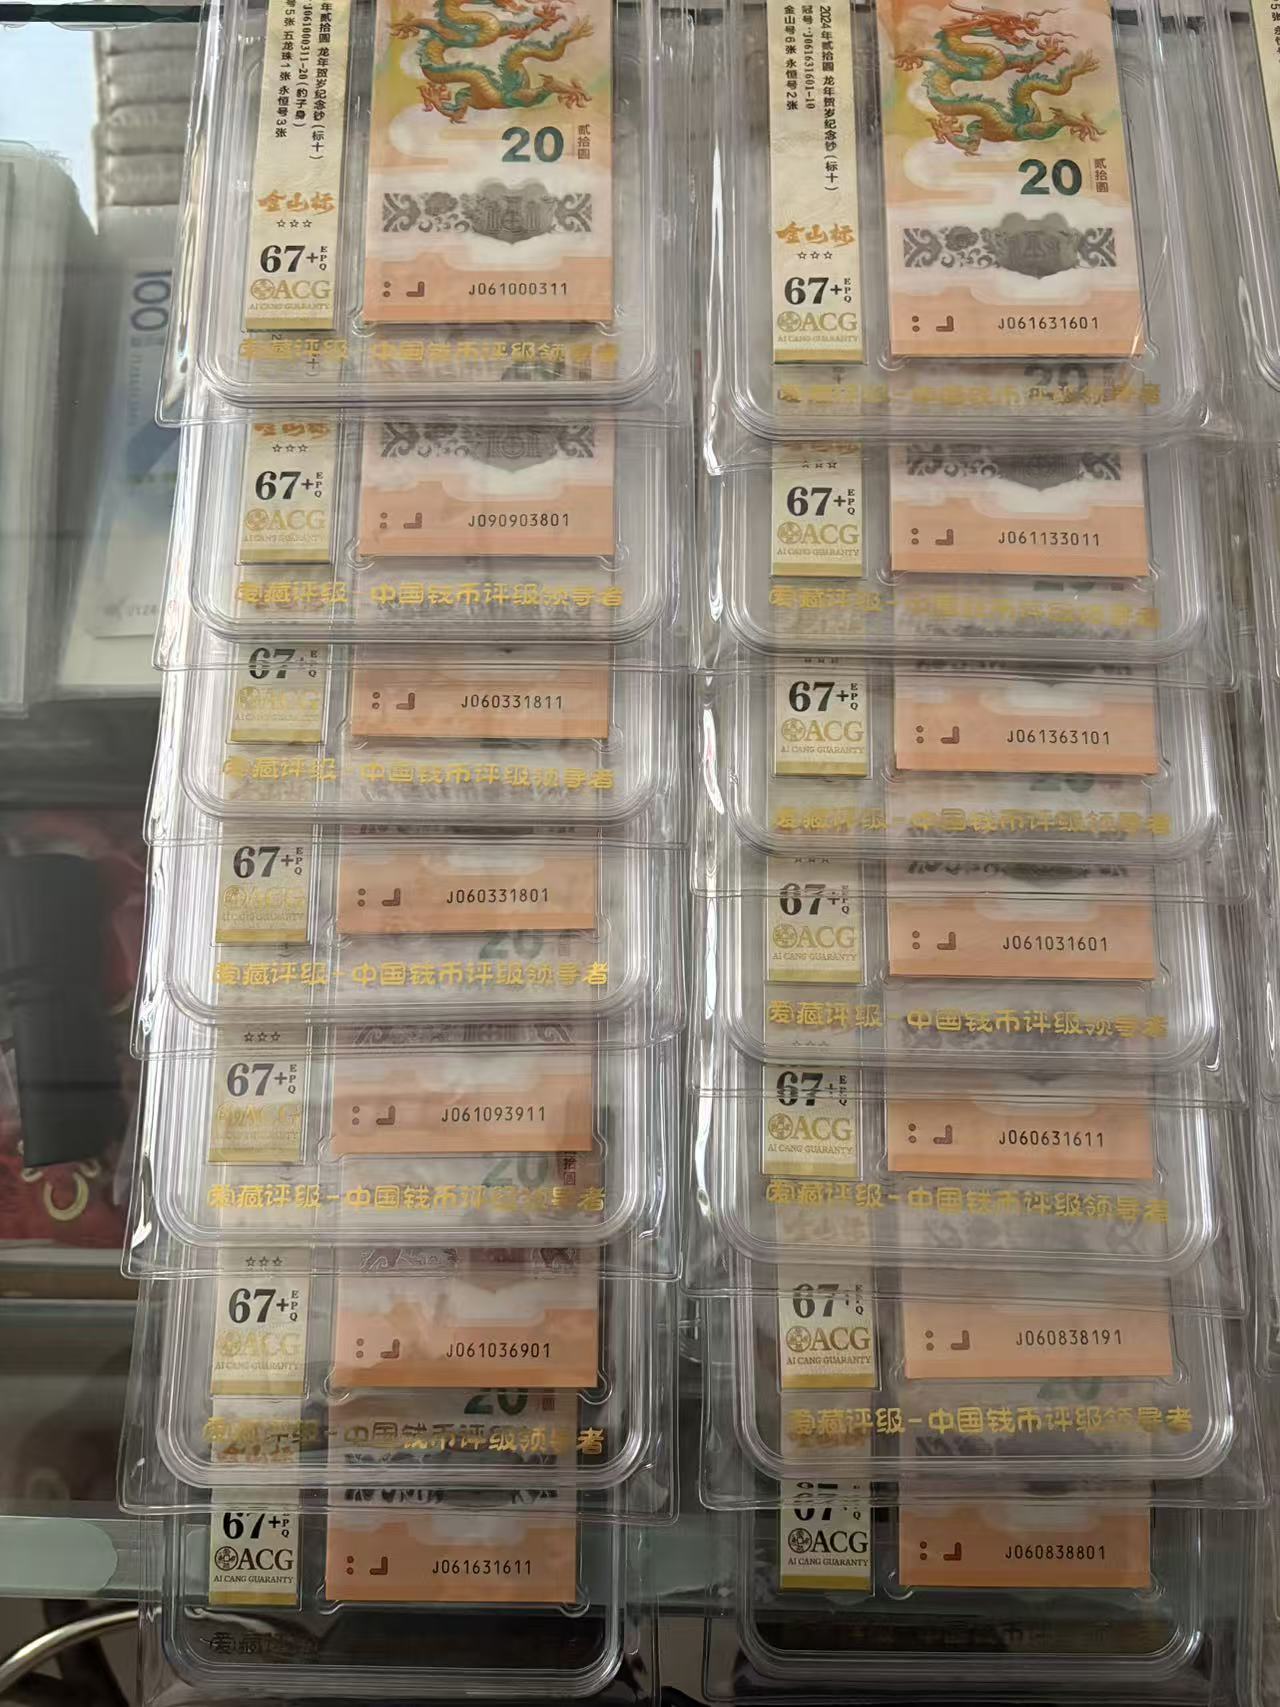 年贰拾圆 龙年贺岁纪念钞(标十)
J061000311-20(豹子身)
号5张 五龙珠1张 永恒号3张
20
贰拾圆
金山标
☆☆☆
67+EPQ
ACG
AI CANG GUARANTY
J061000311
爱藏评级-中国钱币评级领导者
金山标
☆☆☆
67+EPQ
ACG
AI CANG GUARANTY
J090903801
爱藏评级-中国钱币评级领导者
67+EPQ
ACG
AI CANG GUARANTY
J060331811
爱藏评级-中国钱币评级领导者
67+EPQ
ACG
AI CANG GUARANTY
J060331801
20
爱藏评级-中国钱币评级领导者
☆☆☆
67+EPQ
ACG
J061093911
20
拾圆
爱藏评级-中国钱币评级领导者
☆☆☆
67+EPQ
ACG
AI CANG GUARANTY
J061036901
20
爱藏评级-中国钱币评级领导者
67+EPQ
ACG
AI CANG GUARANTY
J061631611
爱藏
2024年贰拾圆 龙年贺岁纪念钞(标十)
冠号:J061631601-10
金山号6张 永恒号2张
20
贰拾圆
金山标
☆☆☆
67+EPQ
ACG
AI CANG GUARANTY
J061631601
20
爱藏评级-中国钱币评级领导者
☆☆☆
67+EPQ
ACG
AI CANG GUARANTY
J061133011
爱藏评级-中国钱币评级领导者
67+EPQ
ACG
AI CANG GUARANTY
J061363101
20
爱藏评级-中国钱币评级领导者
67+EPQ
ACG
AI CANG GUARANTY
J061031601
爱藏评级-中国钱币评级领导者
67+EPQ
ACG
AI CANG GUARANTY
J060631611
爱藏评级-中国钱币评级领导者
67+EPQ
ACG
AI CANG GUARANTY
J060838191
20
爱藏评级-中国钱币评级领导者
67+EPQ
ACG
AI CANG GUARANTY
J060838801
100